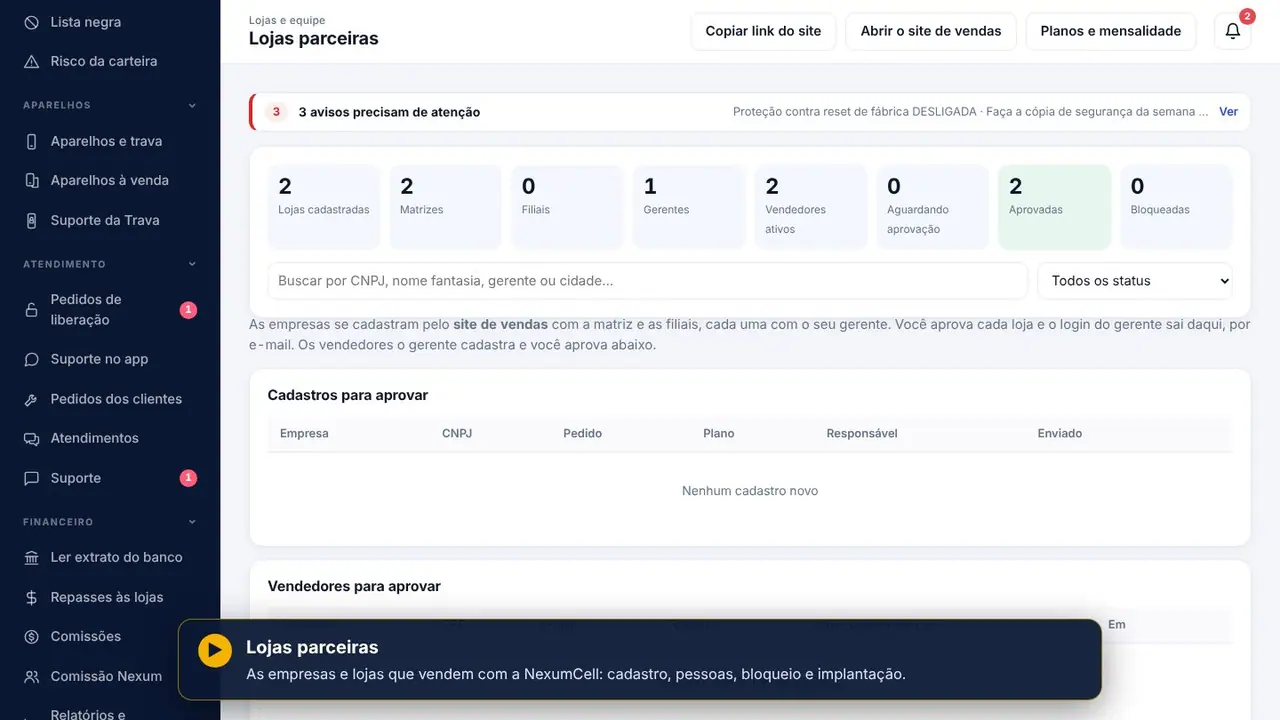 Lista negra
Risco da carteira
APARELHOS
Aparelhos e trava
Aparelhos à venda
Suporte da Trava
ATENDIMENTO
Pedidos de
liberação
1
Suporte no app
Pedidos dos clientes
Atendimentos
Suporte
1
FINANCEIRO
Ler extrato do banco
Repasses às lojas
Comissões
Comissão Nexum
Relatórios e
Lojas e equipe
Lojas parceiras
Copiar link do site
Abrir o site de vendas
Planos e mensalidade
2
3
3 avisos precisam de atenção
Proteção contra reset de fábrica DESLIGADA · Faça a cópia de segurança da semana ...
Ver
2
Lojas cadastradas
2
Matrizes
0
Filiais
1
Gerentes
2
Vendedores
ativos
0
Aguardando
aprovação
2
Aprovadas
0
Bloqueadas
Buscar por CNPJ, nome fantasia, gerente ou cidade...
Todos os status
As empresas se cadastram pelo site de vendas com a matriz e as filiais, cada uma com o seu gerente. Você aprova cada loja e o login do gerente sai daqui, por
e-mail. Os vendedores o gerente cadastra e você aprova abaixo.
Cadastros para aprovar
Empresa CNPJ Pedido Plano Responsável Enviado
Nenhum cadastro novo
Vendedores para aprovar
Em
Lojas parceiras
As empresas e lojas que vendem com a NexumCell: cadastro, pessoas, bloqueio e implantação.